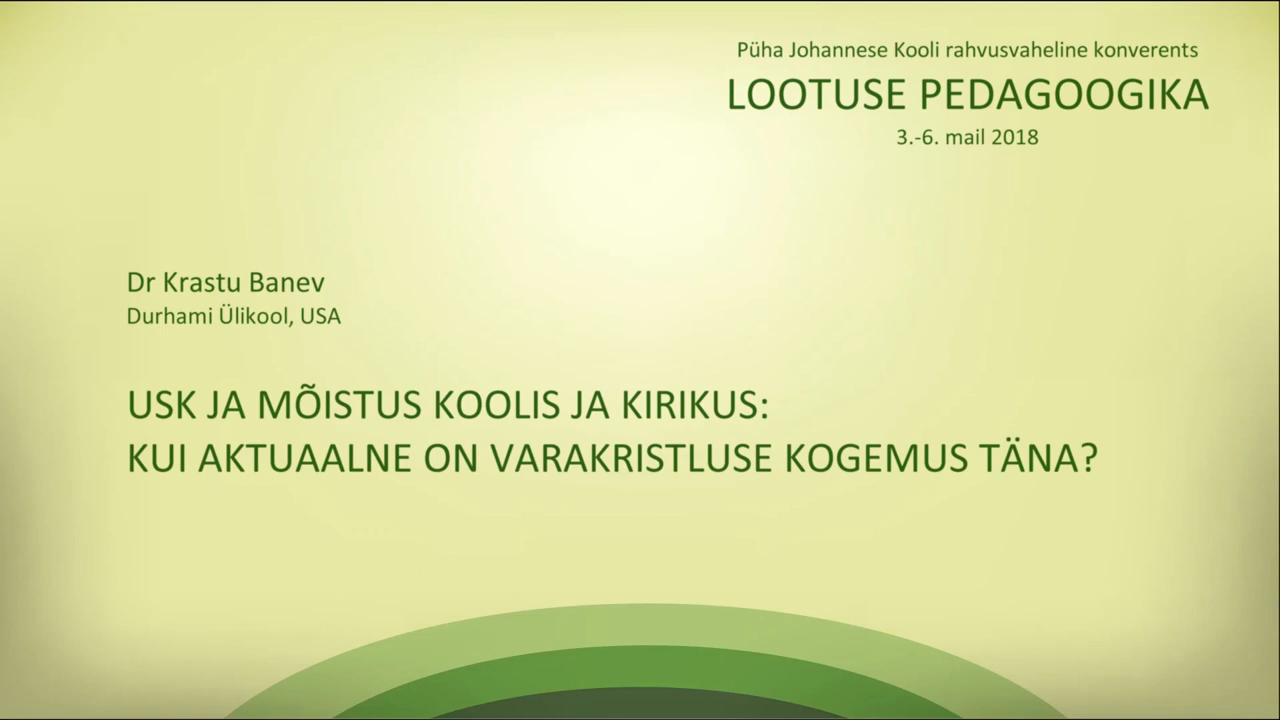 Püha Johannese Kooli rahvusvaheline konverents
LOOTUSE PEDAGOOGIKA
3.-6. mail 2018
Dr Krastu Banev
Durhami Ülikool, USA
USK JA MÕISTUS KOOLIS JA KIRIKUS:
KUI AKTUAALNE ON VARAKRISTLUSE KOGEMUS TÄNA?